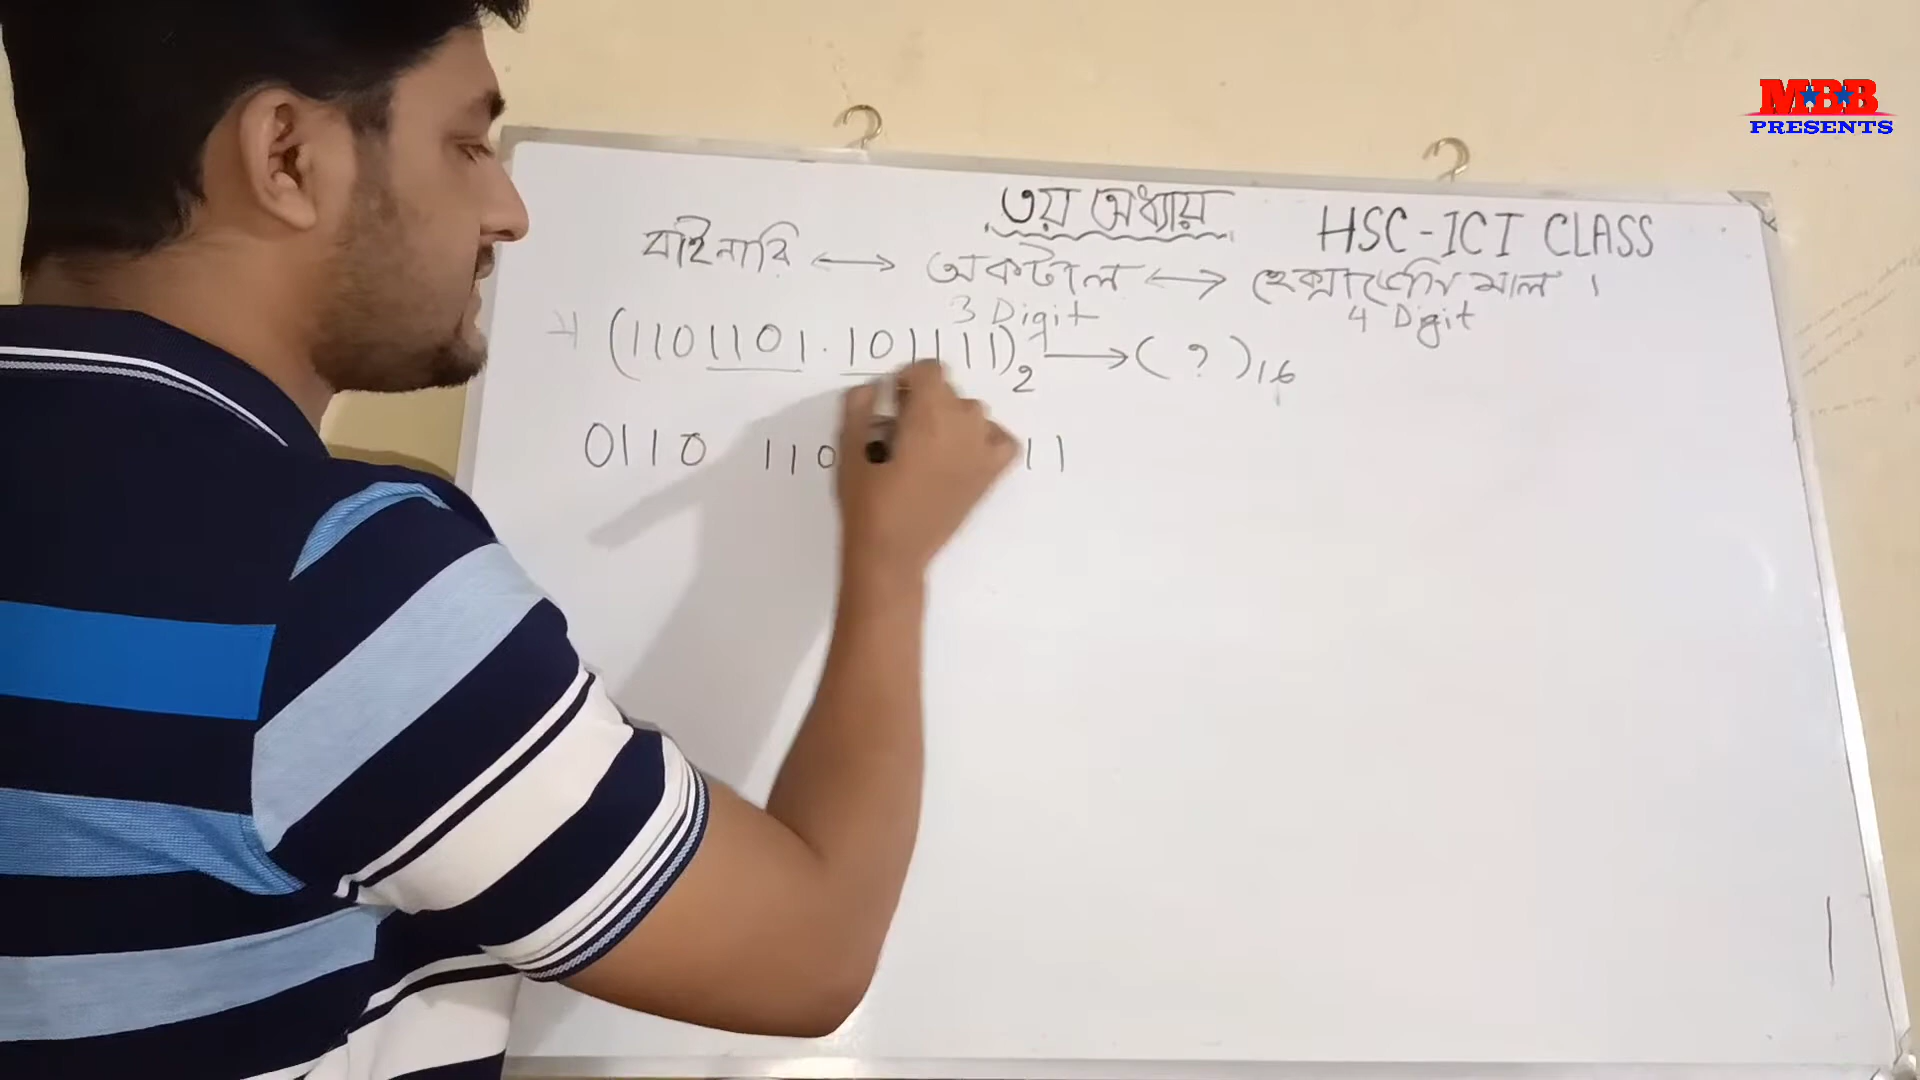 MBB
PRESENTS
৩য় অধ্যায়
HSC-ICT CLASS
বাইনারি ⟷ অকটাল ⟷ হেক্সাডেসিমাল ।
3 Digit 4 Digit
(1101101.101111)2 → ( ? )16
0110 110 11